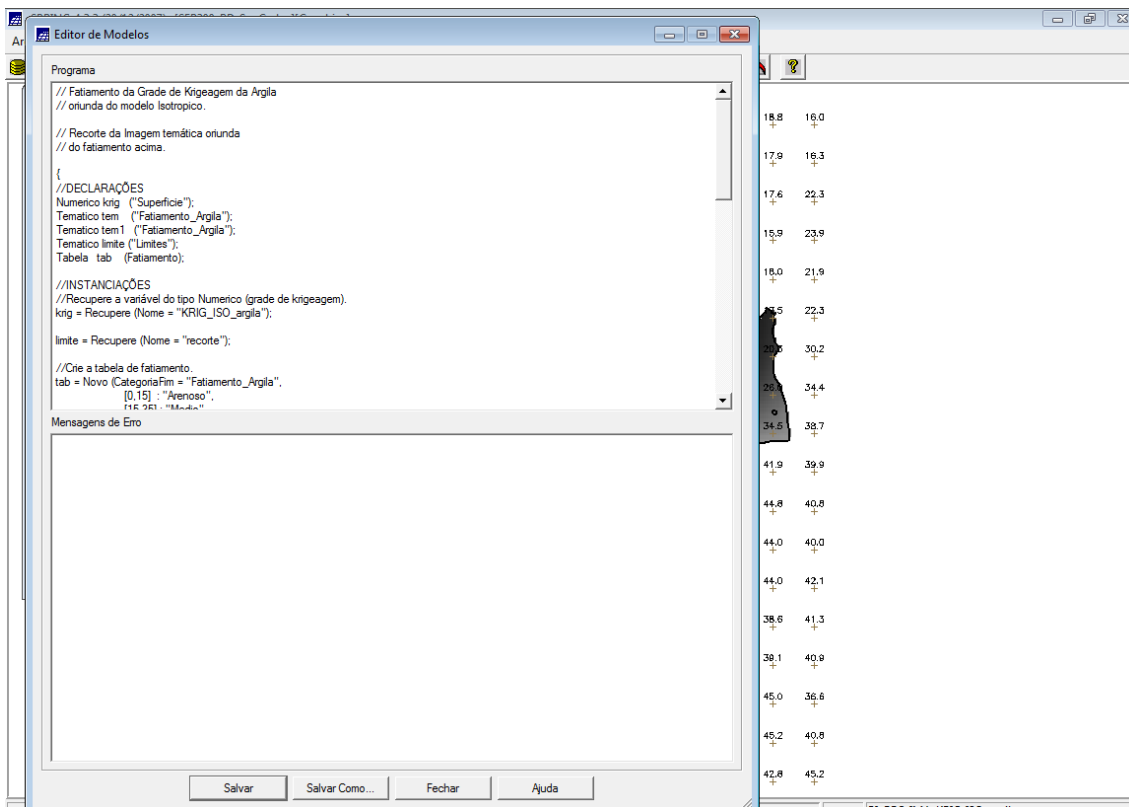 Editor de Modelos
Ar
Programa
// Fatiamento da Grade de Krigeagem da Argila
// oriunda do modelo Isotropico.
// Recorte da Imagem temática oriunda
// do fatiamento acima.
{
//DECLARAÇÕES
Numerico krig ("Superficie");
Tematico tem ("Fatiamento_Argila");
Tematico tem1 ("Fatiamento_Argila");
Tematico limite ("Limites");
Tabela tab (Fatiamento);
//INSTANCIAÇÕES
//Recupere a variável do tipo Numerico (grade de krigeagem).
krig = Recupere (Nome = "KRIG_ISO_argila");
limite = Recupere (Nome = "recorte");
//Crie a tabela de fatiamento.
tab = Novo (CategoriaFim = "Fatiamento_Argila",
[0,15] : "Arenoso",
[15,25] : "Medio"
Mensagens de Erro
Salvar Salvar Como... Fechar Ajuda
18.8 16.0
17.9 16.3
17.6 22.3
15.9 23.9
18.0 21.9
22.3
30.2
34.4
34.5 38.7
41.9 39.9
44.8 40.8
44.0 40.0
44.0 42.1
38.6 41.3
39.1 40.9
45.0 36.6
45.2 40.8
42.8 45.2